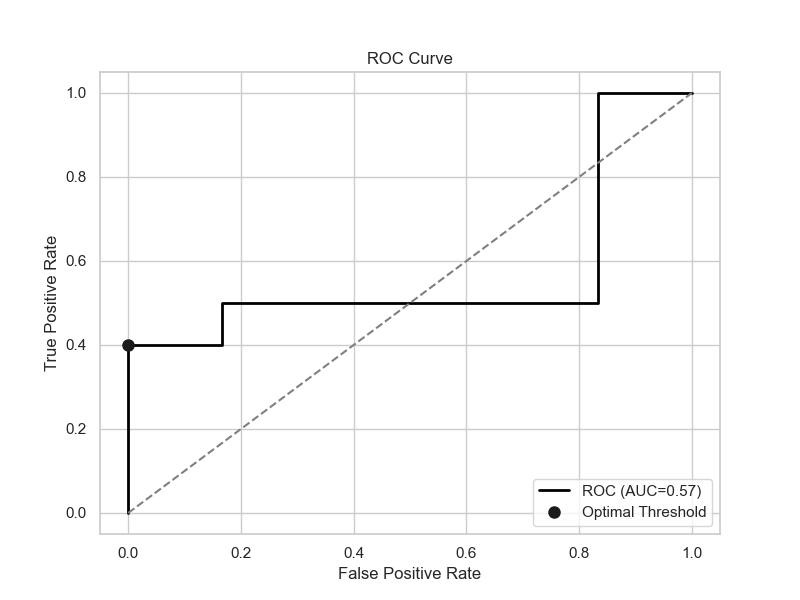 ROC Curve
True Positive Rate
1.0
0.8
0.6
0.4
0.2
0.0
0.0 0.2 0.4 0.6 0.8 1.0
False Positive Rate
ROC (AUC=0.57)
Optimal Threshold